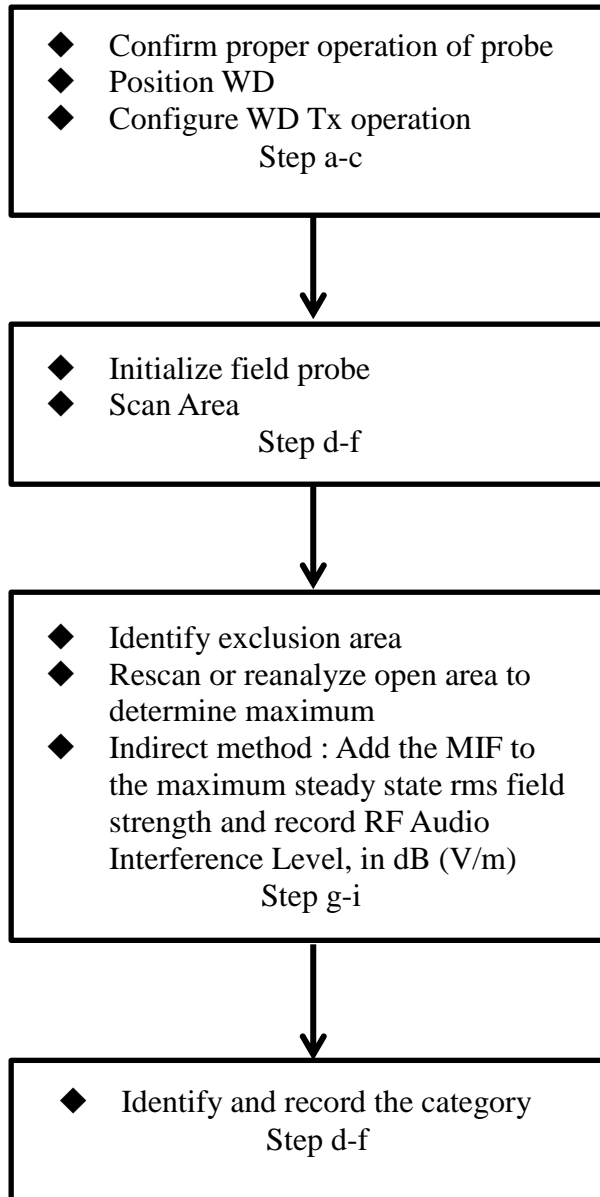 ◆ Confirm proper operation of probe
◆ Position WD
◆ Configure WD Tx operation
Step a-c
◆ Initialize field probe
◆ Scan Area
Step d-f
◆ Identify exclusion area
◆ Rescan or reanalyze open area to
determine maximum
◆ Indirect method : Add the MIF to
the maximum steady state rms field
strength and record RF Audio
Interference Level, in dB (V/m)
Step g-i
◆ Identify and record the category
Step d-f